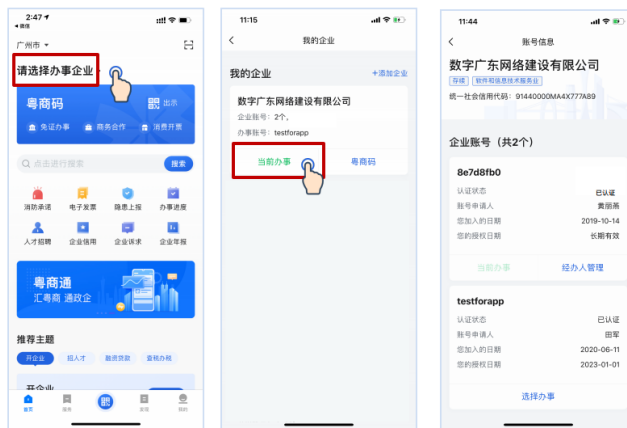 2:47
微信
广州市
请选择办事企业
粤商码
出示
免证办事
商务合作
消费开票
点击进行搜索
搜索
消防承诺
电子发票
隐患上报
办事进度
人才招聘
企业信用
企业诉求
企业年报
粤商通
汇粤商 通政企
推荐主题
开企业
招人才
融资贷款
查税办税
开企业
首页
服务
发现
我的
11:15
我的企业
我的企业
+添加企业
数字广东网络建设有限公司
企业账号：2个,
办事账号：testforapp
当前办事
粤商码
11:44
账号信息
数字广东网络建设有限公司
存续
软件和信息技术服务业
统一社会信用代码：91440000MA4X777A89
企业账号（共2个）
8e7d8fb0
认证状态
已认证
账号申请人
黄丽燕
您加入的日期
2019-10-14
您的授权日期
长期有效
当前办事
经办人管理
testforapp
认证状态
已认证
账号申请人
田军
您加入的日期
2020-06-11
您的授权日期
2023-01-01
选择办事